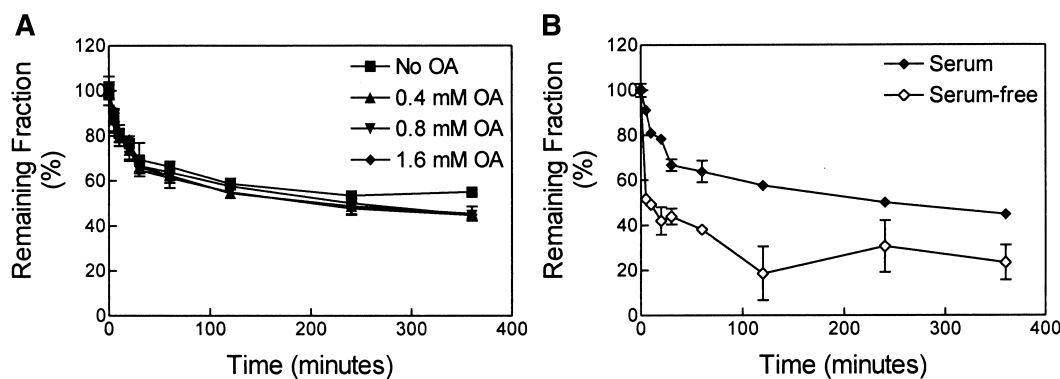 A
Remaining Fraction
(%)
120
100
80
60
40
20
0
0 100 200 300 400
Time (minutes)
No OA
0.4 mM OA
0.8 mM OA
1.6 mM OA
B
Remaining Fraction
(%)
120
100
80
60
40
20
0
0 100 200 300 400
Time (minutes)
Serum
Serum-free